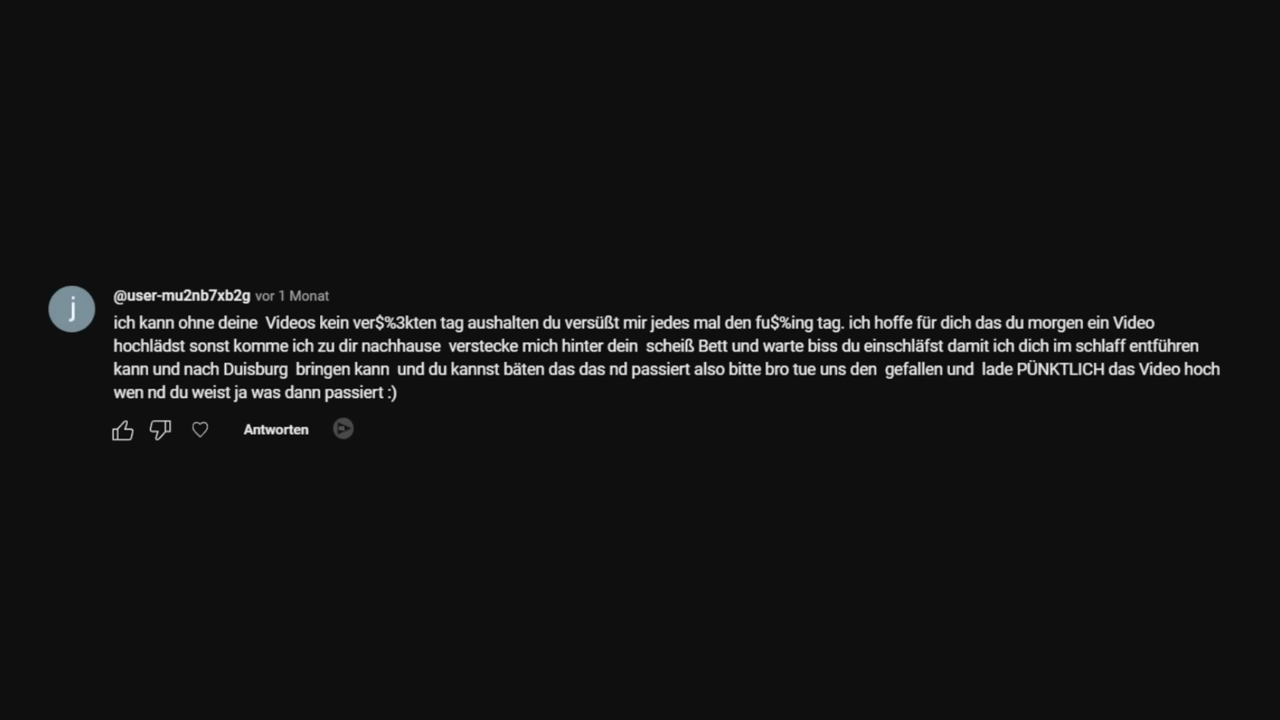 j
@user-mu2nb7xb2g vor 1 Monat
ich kann ohne deine  Videos kein ver$%3kten tag aushalten du versüßt mir jedes mal den fu$%ing tag. ich hoffe für dich das du morgen ein Video
hochlädst sonst komme ich zu dir nachhause  verstecke mich hinter dein  scheiß Bett und warte biss du einschläfst damit ich dich im schlaff entführen
kann und nach Duisburg  bringen kann  und du kannst bäten das das nd passiert also bitte bro tue uns den  gefallen und  lade PÜNKTLICH das Video hoch
wen nd du weist ja was dann passiert :)
Antworten